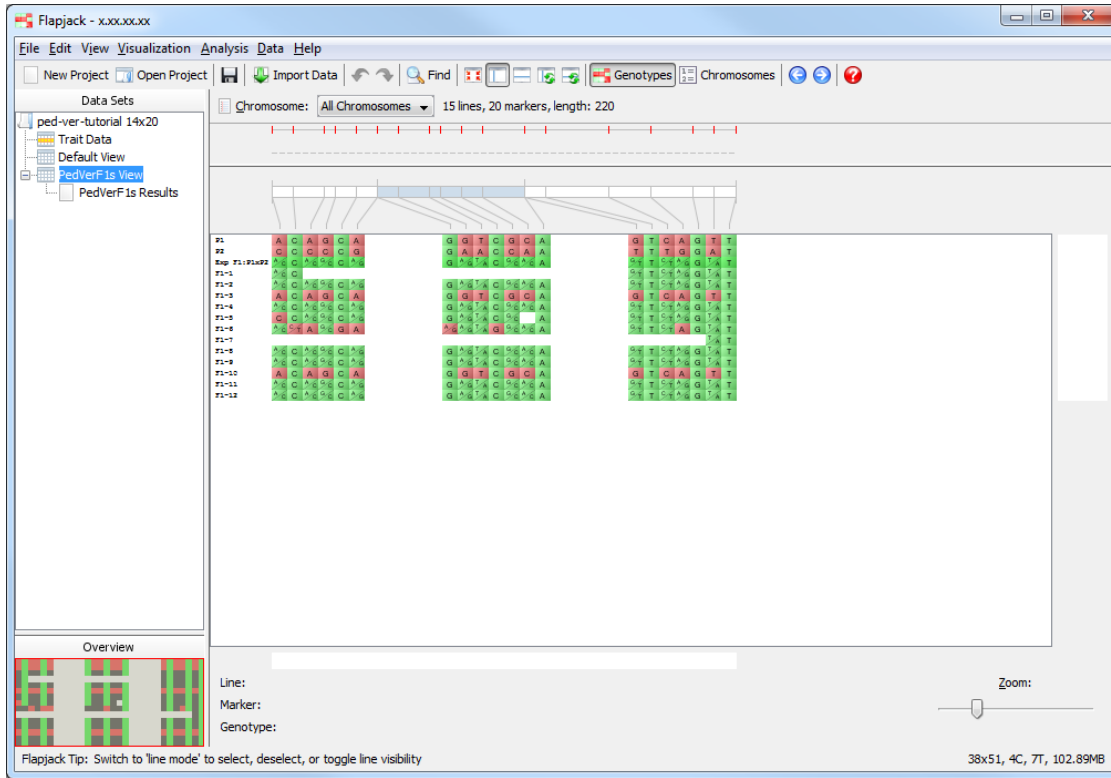 Flapjack - x.xx.xx.xx
File Edit View Visualization Analysis Data Help
New Project Open Project Import Data Find Genotypes Chromosomes
Data Sets
Chromosome: All Chromosomes 15 lines, 20 markers, length: 220
ped-ver-tutorial 14x20
Trait Data
Default View
PedVerF1s View
PedVerF1s Results
P1 A C A G C A G G T C G C A G T C A G T T
P2 C C C C C G G A A C C A A T T T G G A T
Exp F1:P1xP2
F1-1
F1-2
F1-3 A C A G C A G G T C G C A G T C A G T T
F1-4
F1-5
F1-6
F1-7
F1-8
F1-9
F1-10 A C A G C A G G T C G C A G T C A G T T
F1-11
F1-12
Overview
Line:
Marker:
Genotype:
Zoom:
Flapjack Tip: Switch to 'line mode' to select, deselect, or toggle line visibility
38x51, 4C, 7T, 102.89MB